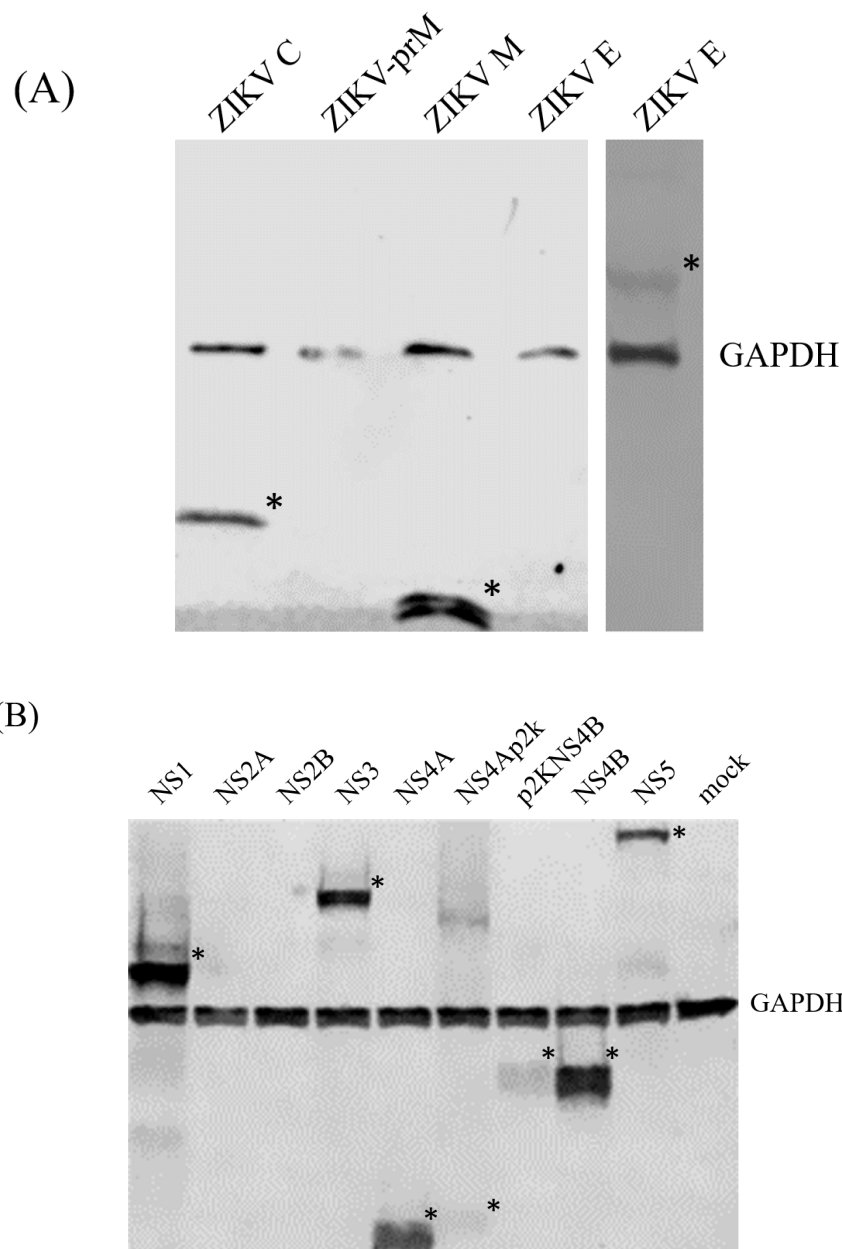 (A)
ZIKV C
ZIKV-prM
ZIKV M
ZIKV E
ZIKV E
*
GAPDH
*
*
(B)
NS1
NS2A
NS2B
NS3
NS4A
NS4Ap2k
p2KNS4B
NS4B
NS5
mock
*
*
*
GAPDH
*
*
*
*